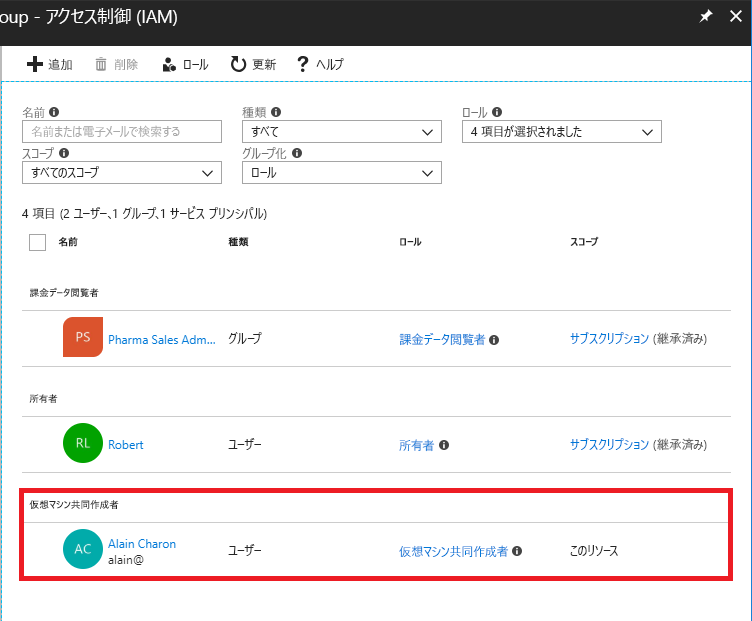 oup - アクセス制御 (IAM)
追加 削除 ロール 更新 ヘルプ
名前 種類 ロール
名前または電子メールで検索する すべて 4 項目が選択されました
スコープ グループ化
すべてのスコープ ロール
4 項目 (2 ユーザー、1 グループ、1 サービス プリンシパル)
名前 種類 ロール スコープ
課金データ閲覧者
PS Pharma Sales Adm... グループ 課金データ閲覧者 サブスクリプション (継承済み)
所有者
RL Robert ユーザー 所有者 サブスクリプション (継承済み)
仮想マシン共同作成者
AC Alain Charon ユーザー 仮想マシン共同作成者 このリソース
alain@